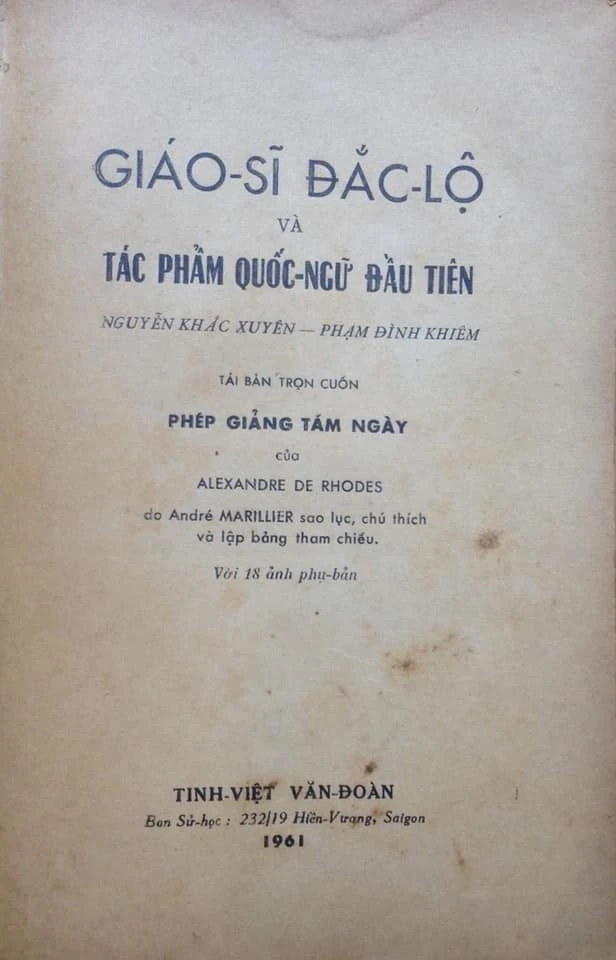 GIÁO-SĨ ĐẮC-LỘ
VÀ
TÁC PHẨM QUỐC-NGỮ ĐẦU TIÊN
NGUYỄN KHẮC XUYÊN — PHẠM ĐÌNH KHIÊM
TÁI BẢN TRỌN CUỐN
PHÉP GIẢNG TÁM NGÀY
của
ALEXANDRE DE RHODES
do André MARILLIER sao lục, chú thích
và lập bảng tham chiếu.
Với 18 ảnh phụ-bản
TINH-VIỆT VĂN-ĐOÀN
Ban Sử-học : 232/19 Hiền-Vương, Saigon
1961